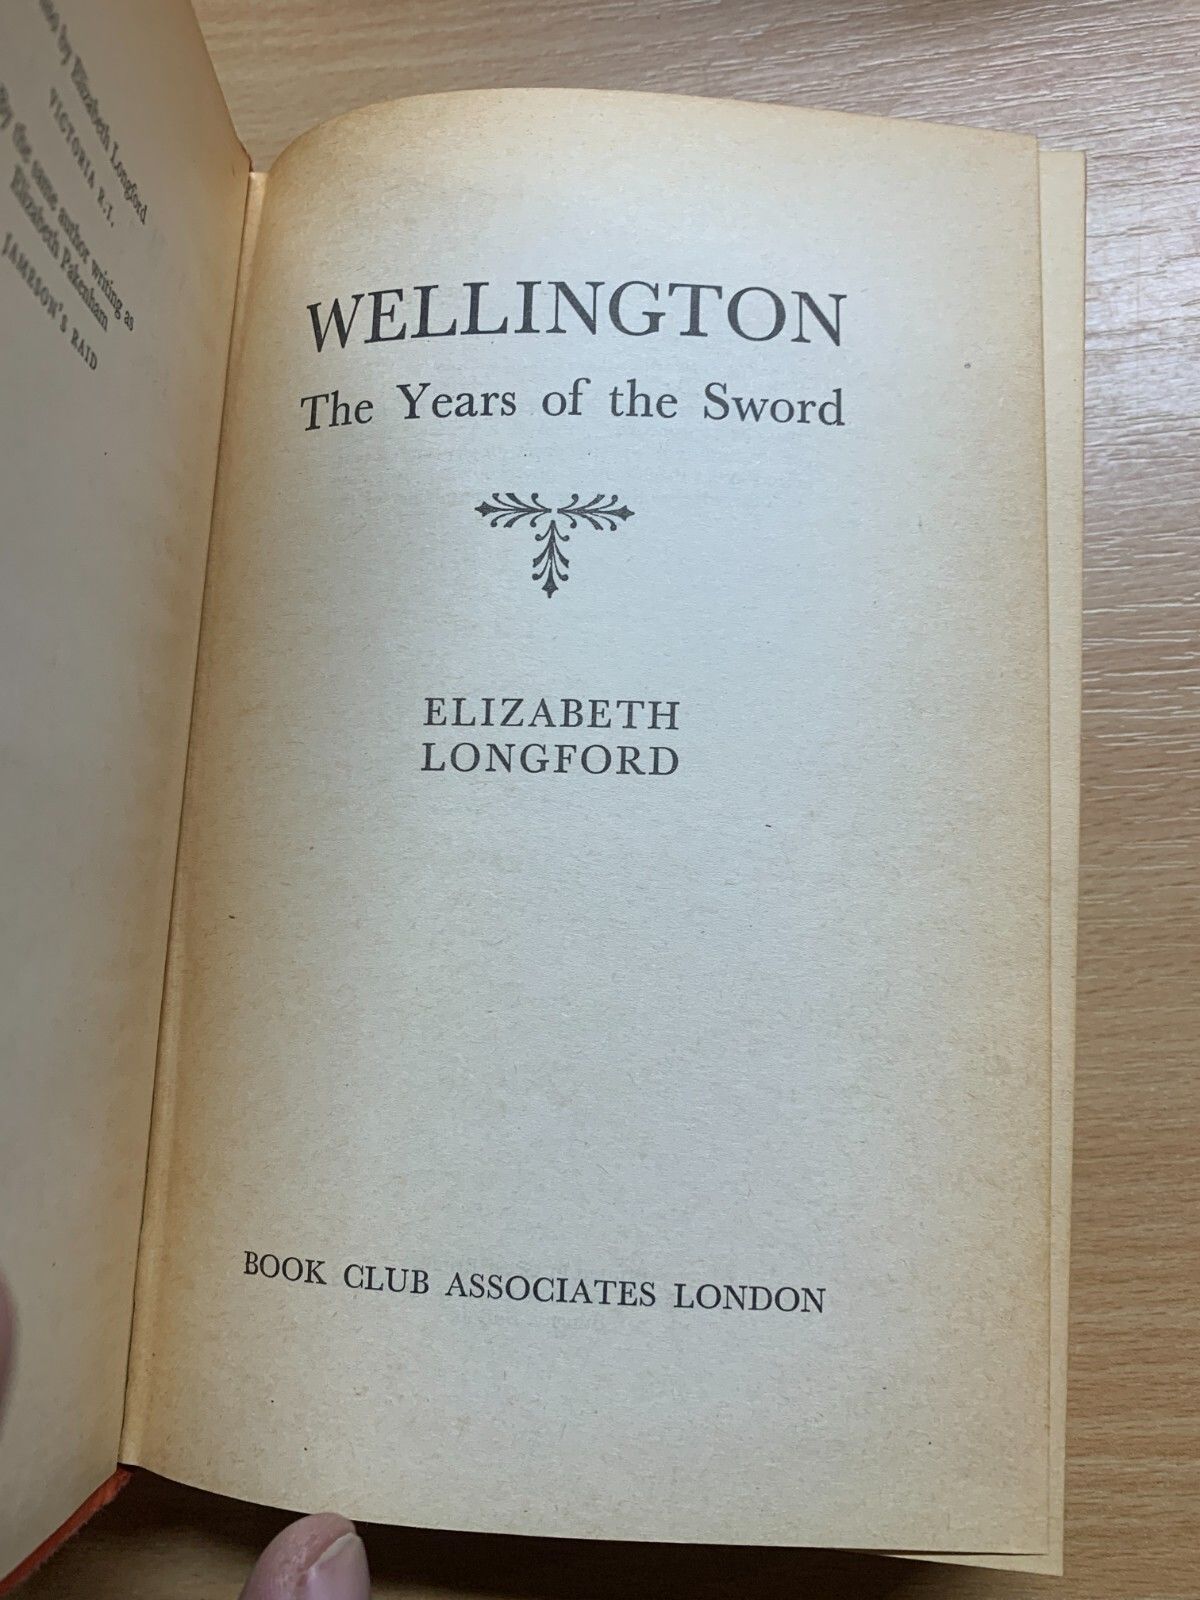 by Elizabeth Longford
VICTORIA R.I.
By the same author writing as
Elizabeth Pakenham
JAMESON'S RAID
WELLINGTON
The Years of the Sword
ELIZABETH
LONGFORD
BOOK CLUB ASSOCIATES LONDON